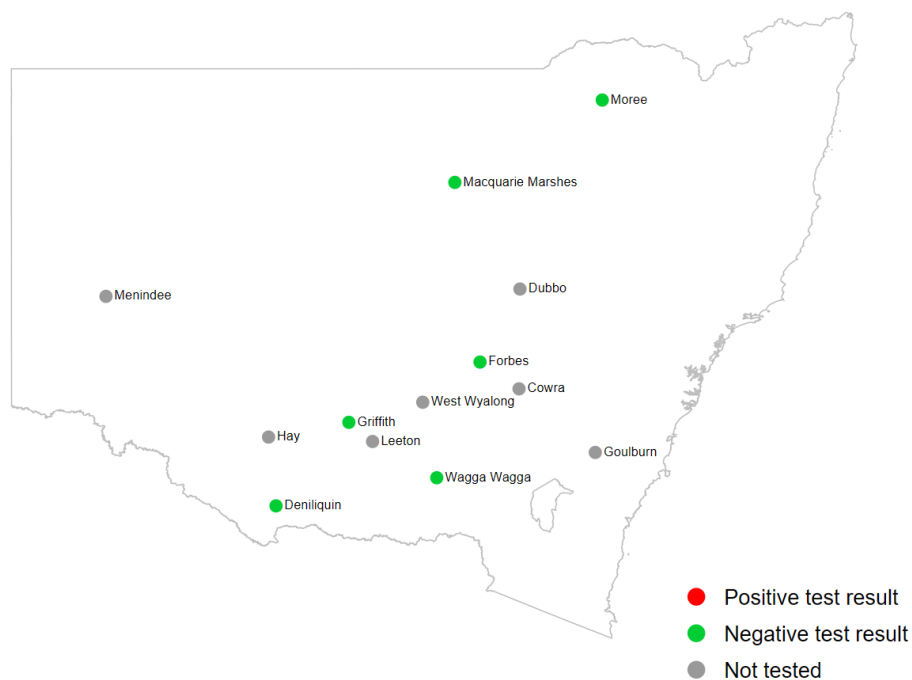 Moree
Macquarie Marshes
Dubbo
Menindee
Forbes
Cowra
West Wyalong
Griffith
Hay
Leeton
Goulburn
Wagga Wagga
Deniliquin
Positive test result
Negative test result
Not tested